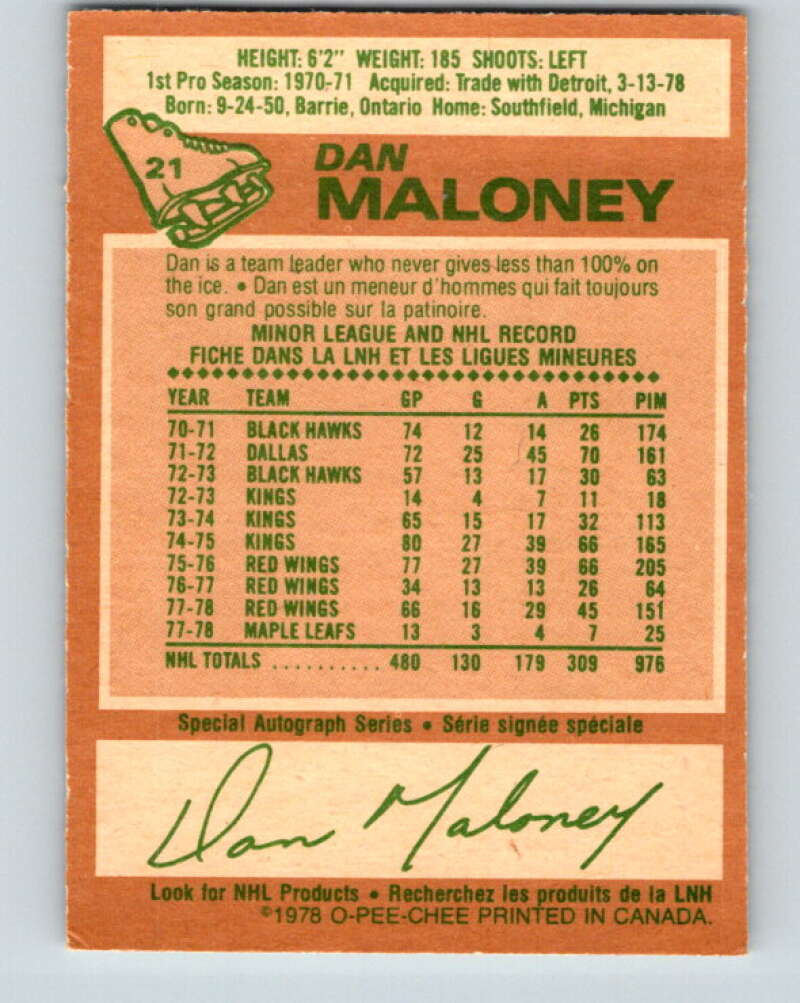 HEIGHT: 6'2" WEIGHT: 185 SHOOTS: LEFT
1st Pro Season: 1970-71 Acquired: Trade with Detroit, 3-13-78
Born: 9-24-50, Barrie, Ontario Home: Southfield, Michigan
21
DAN
MALONEY
Dan is a team leader who never gives less than 100% on
the ice. • Dan est un meneur d'hommes qui fait toujours
son grand possible sur la patinoire.
MINOR LEAGUE AND NHL RECORD
FICHE DANS LA LNH ET LES LIGUES MINEURES
YEAR TEAM GP G A PTS PIM
70-71 BLACK HAWKS 74 12 14 26 174
71-72 DALLAS 72 25 45 70 161
72-73 BLACK HAWKS 57 13 17 30 63
72-73 KINGS 14 4 7 11 18
73-74 KINGS 65 15 17 32 113
74-75 KINGS 80 27 39 66 165
75-76 RED WINGS 77 27 39 66 205
76-77 RED WINGS 34 13 13 26 64
77-78 RED WINGS 66 16 29 45 151
77-78 MAPLE LEAFS 13 3 4 7 25
NHL TOTALS .......... 480 130 179 309 976
Special Autograph Series • Série signée spéciale
Dan Maloney
Look for NHL Products • Recherchez les produits de la LNH
©1978 O-PEE-CHEE PRINTED IN CANADA.